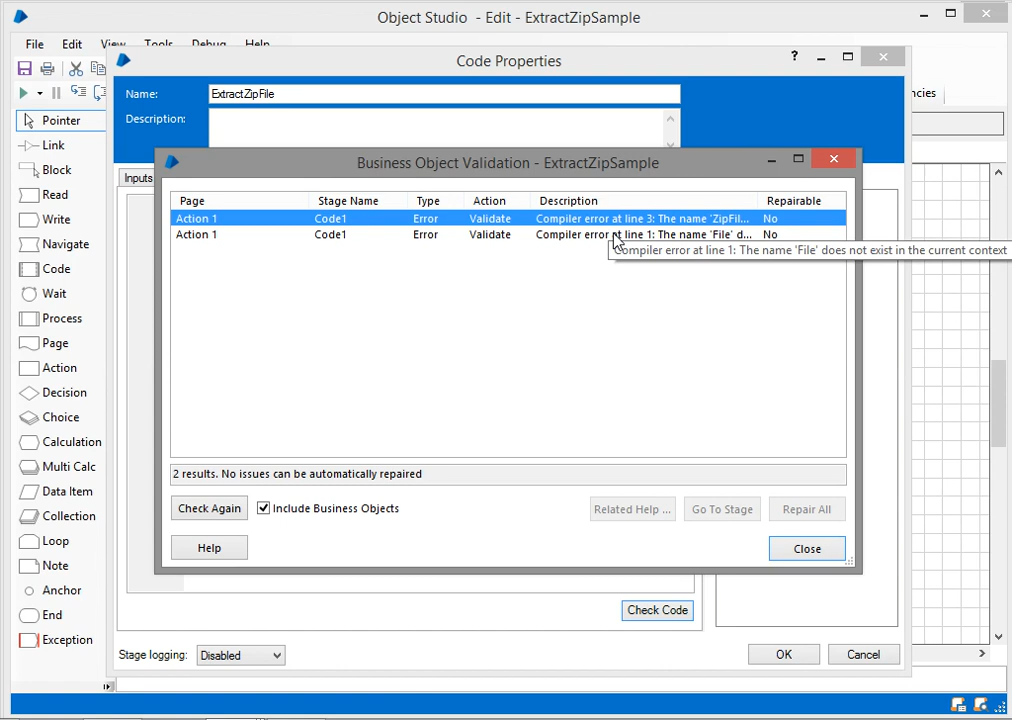 Object Studio - Edit - ExtractZipSample
File Edit View Tools Debug Help
Code Properties
?
Name: ExtractZipFile
Description:
ncies
Pointer
Link
Block
Read
Write
Navigate
Code
Wait
Process
Page
Action
Decision
Choice
Calculation
Multi Calc
Data Item
Collection
Loop
Note
Anchor
End
Exception
Inputs
Business Object Validation - ExtractZipSample
Page Stage Name Type Action Description Repairable
Action 1 Code1 Error Validate Compiler error at line 3: The name 'ZipFil... No
Action 1 Code1 Error Validate Compiler error at line 1: The name 'File' d... No
Compiler error at line 1: The name 'File' does not exist in the current context
2 results. No issues can be automatically repaired
Check Again Include Business Objects Related Help ... Go To Stage Repair All
Help Close
Check Code
Stage logging: Disabled OK Cancel